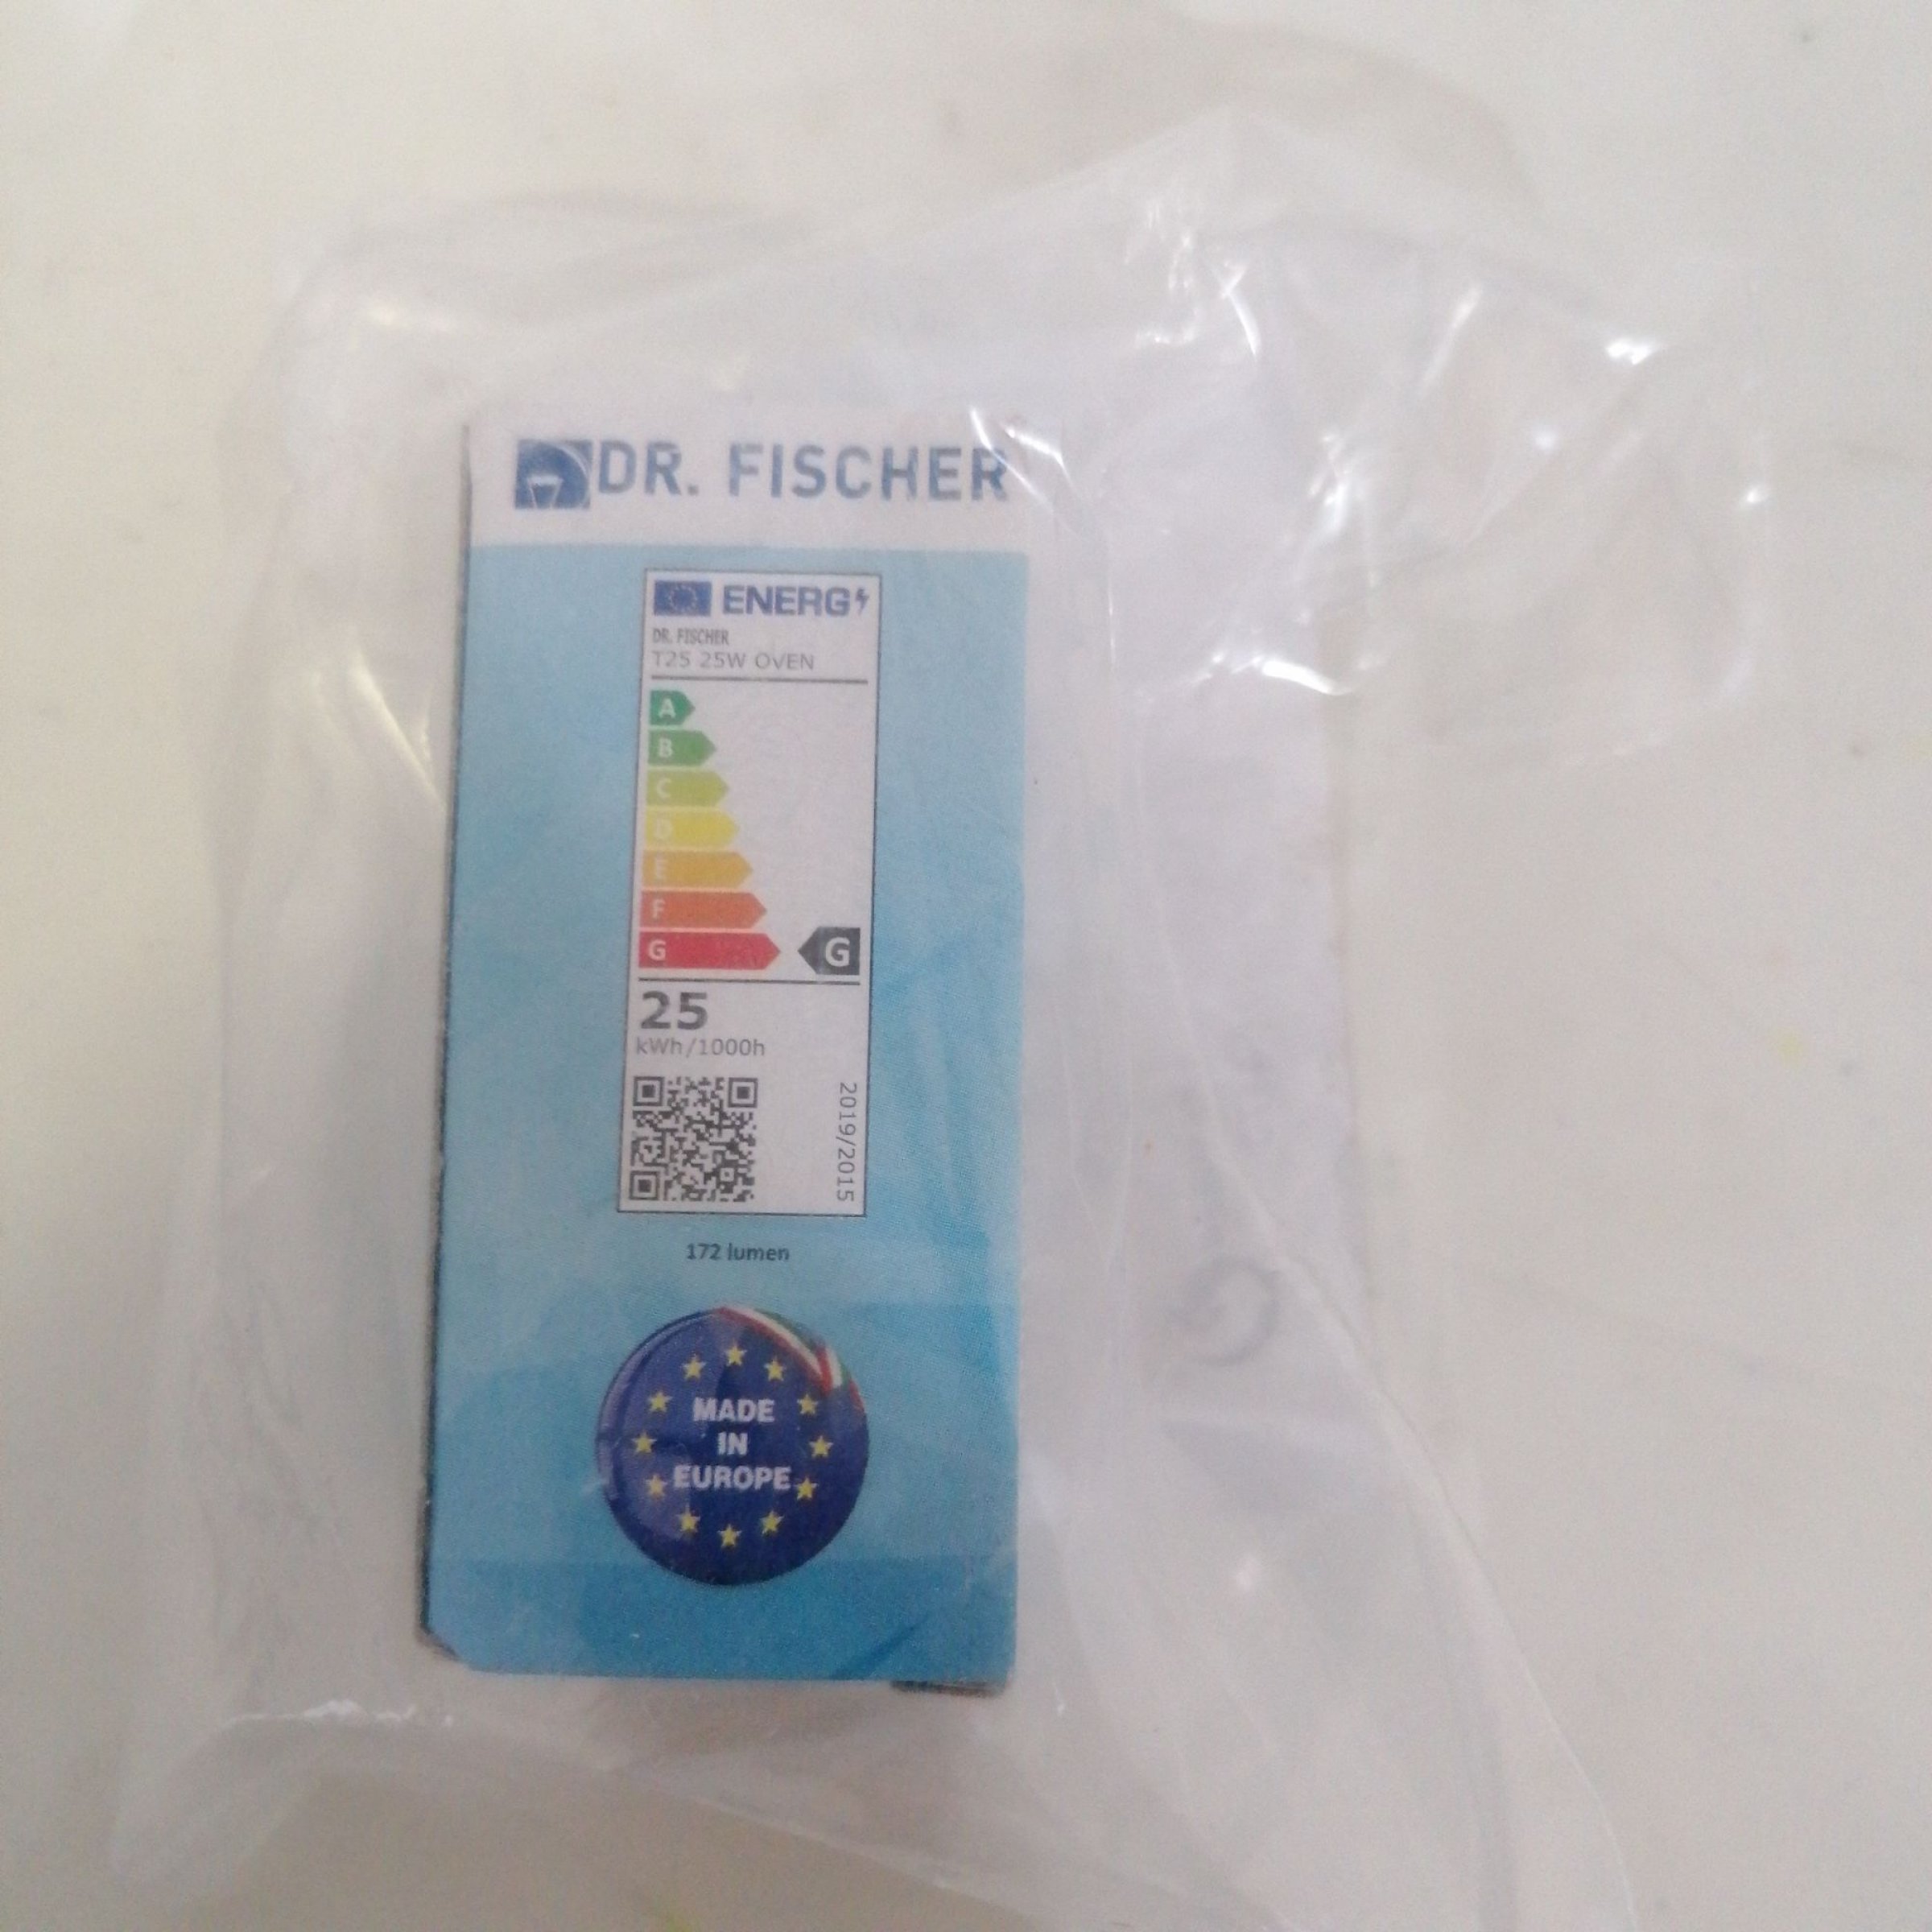 DR. FISCHER
ENERG
DR. FISCHER
T25 25W OVEN
A
B
C
D
E
F
G
G
25
kWh/1000h
2019/2015
172 lumen
MADE
IN
EUROPE